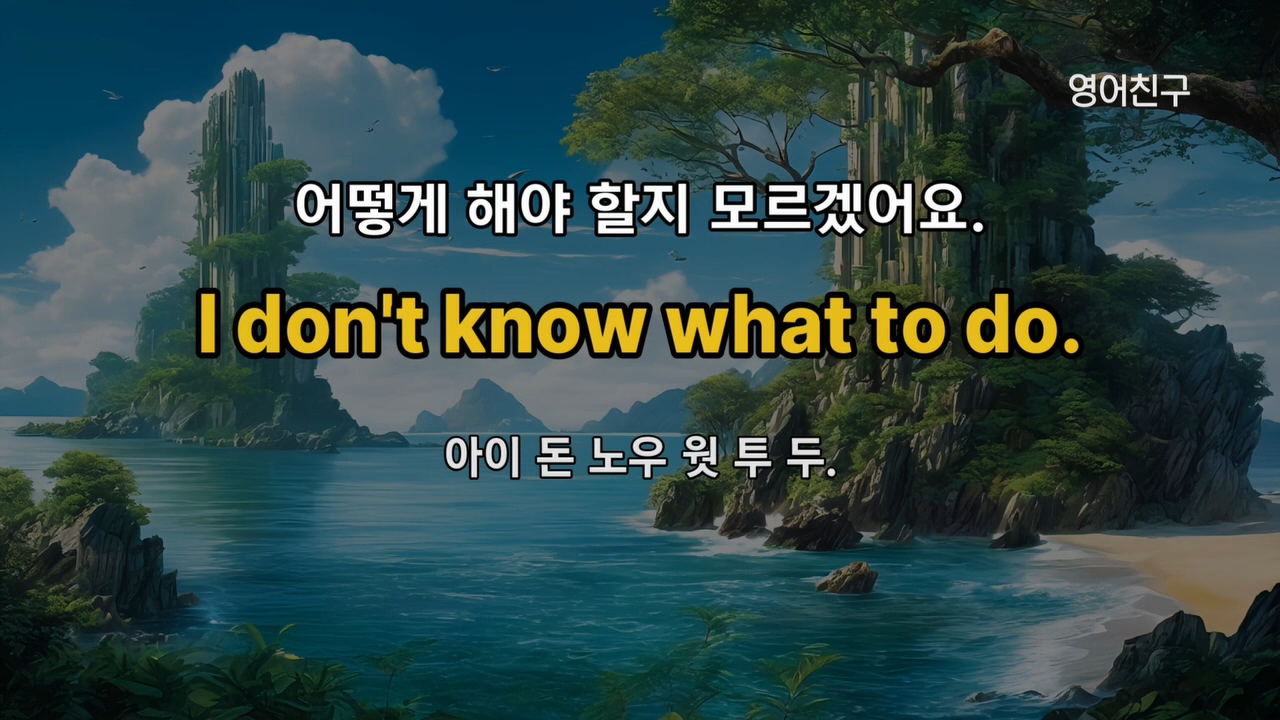 영어친구
어떻게 해야 할지 모르겠어요.
I don't know what to do.
아이 돈 노우 윗 투 두.